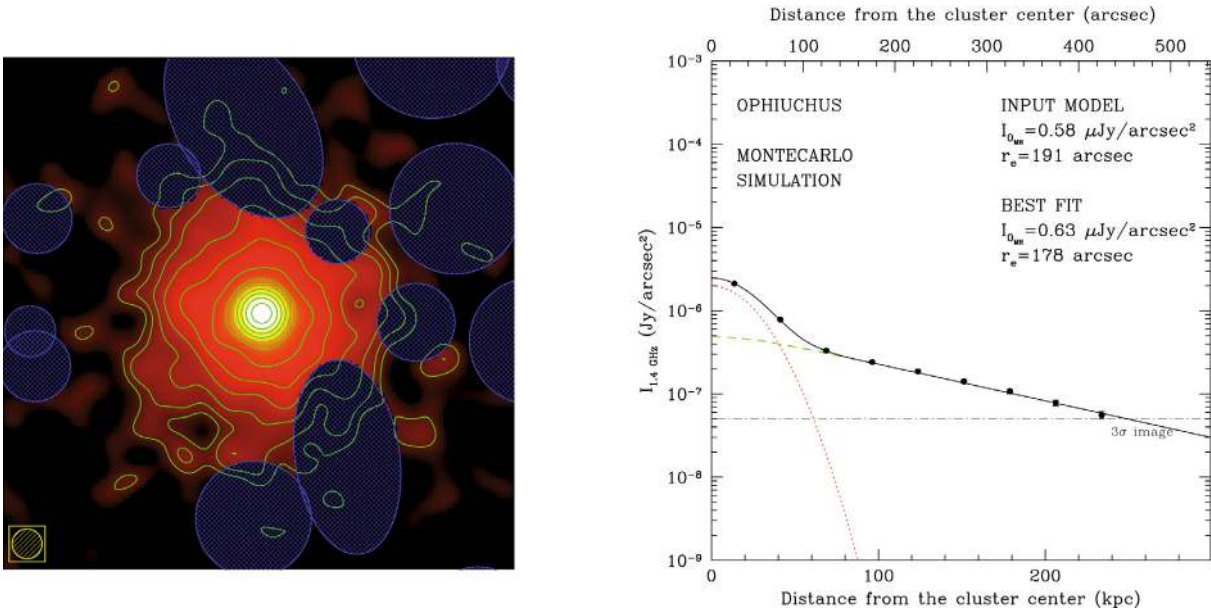 Distance from the cluster center (arcsec)
0 100 200 300 400 500
10⁻³
10⁻⁴
10⁻⁵
10⁻⁶
10⁻⁷
10⁻⁸
10⁻⁹
I₁.₄ GHz (Jy/arcsec²)
OPHIUCHUS
MONTECARLO
SIMULATION
INPUT MODEL
I₀MH=0.58 μJy/arcsec²
rₑ=191 arcsec
BEST FIT
I₀MH=0.63 μJy/arcsec²
rₑ=178 arcsec
3σ image
0 100 200
Distance from the cluster center (kpc)